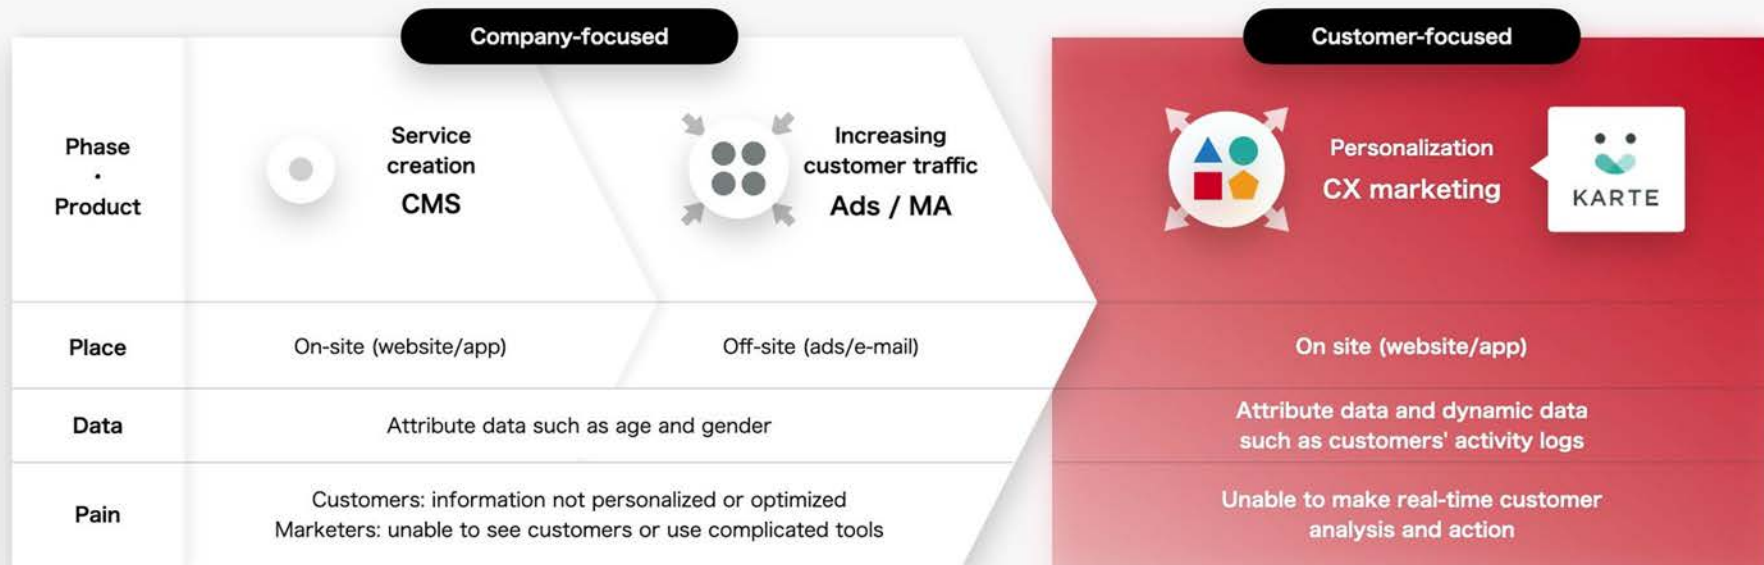 Company-focused
Customer-focused
Phase
・
Product
Service
creation
CMS
Increasing
customer traffic
Ads / MA
Personalization
CX marketing
KARTE
Place
On-site (website/app)
Off-site (ads/e-mail)
On site (website/app)
Data
Attribute data such as age and gender
Attribute data and dynamic data
such as customers' activity logs
Pain
Customers: information not personalized or optimized
Marketers: unable to see customers or use complicated tools
Unable to make real-time customer
analysis and action